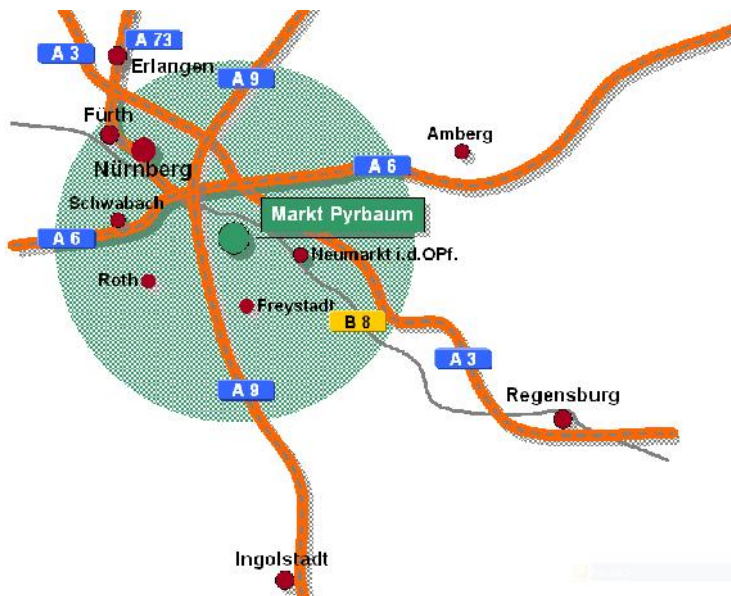 A 73
A 3
Erlangen
A 9
Fürth
Amberg
Nürnberg
A 6
Schwabach
Markt Pyrbaum
A 6
Neumarkt i.d.OPf.
Roth
Freystadt
B 8
A 3
A 9
Regensburg
Ingolstadt